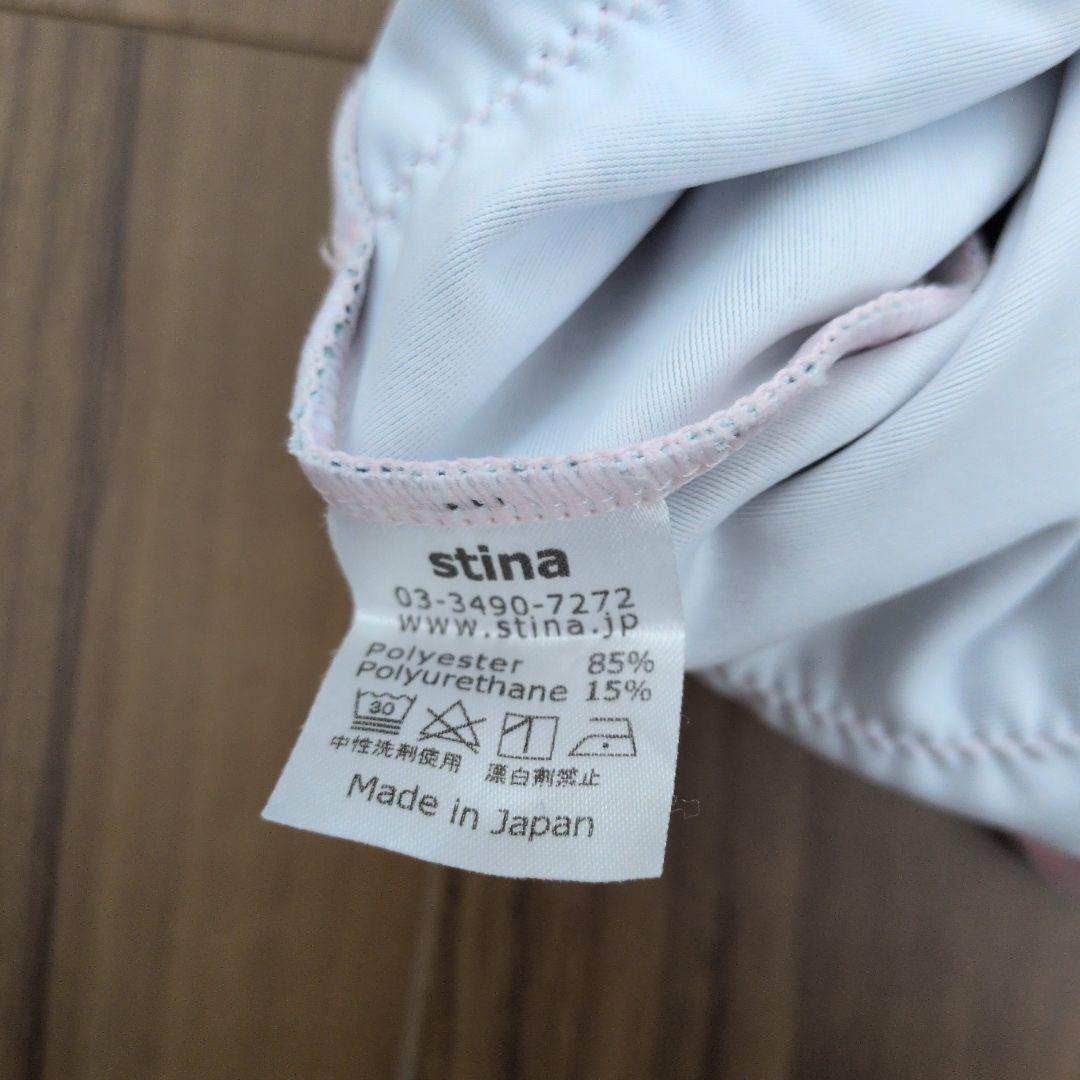 stina
03-3490-7272
www.stina.jp
Polyester 85%
Polyurethane 15%
30
中性洗剤使用 漂白剤禁止
Made in Japan